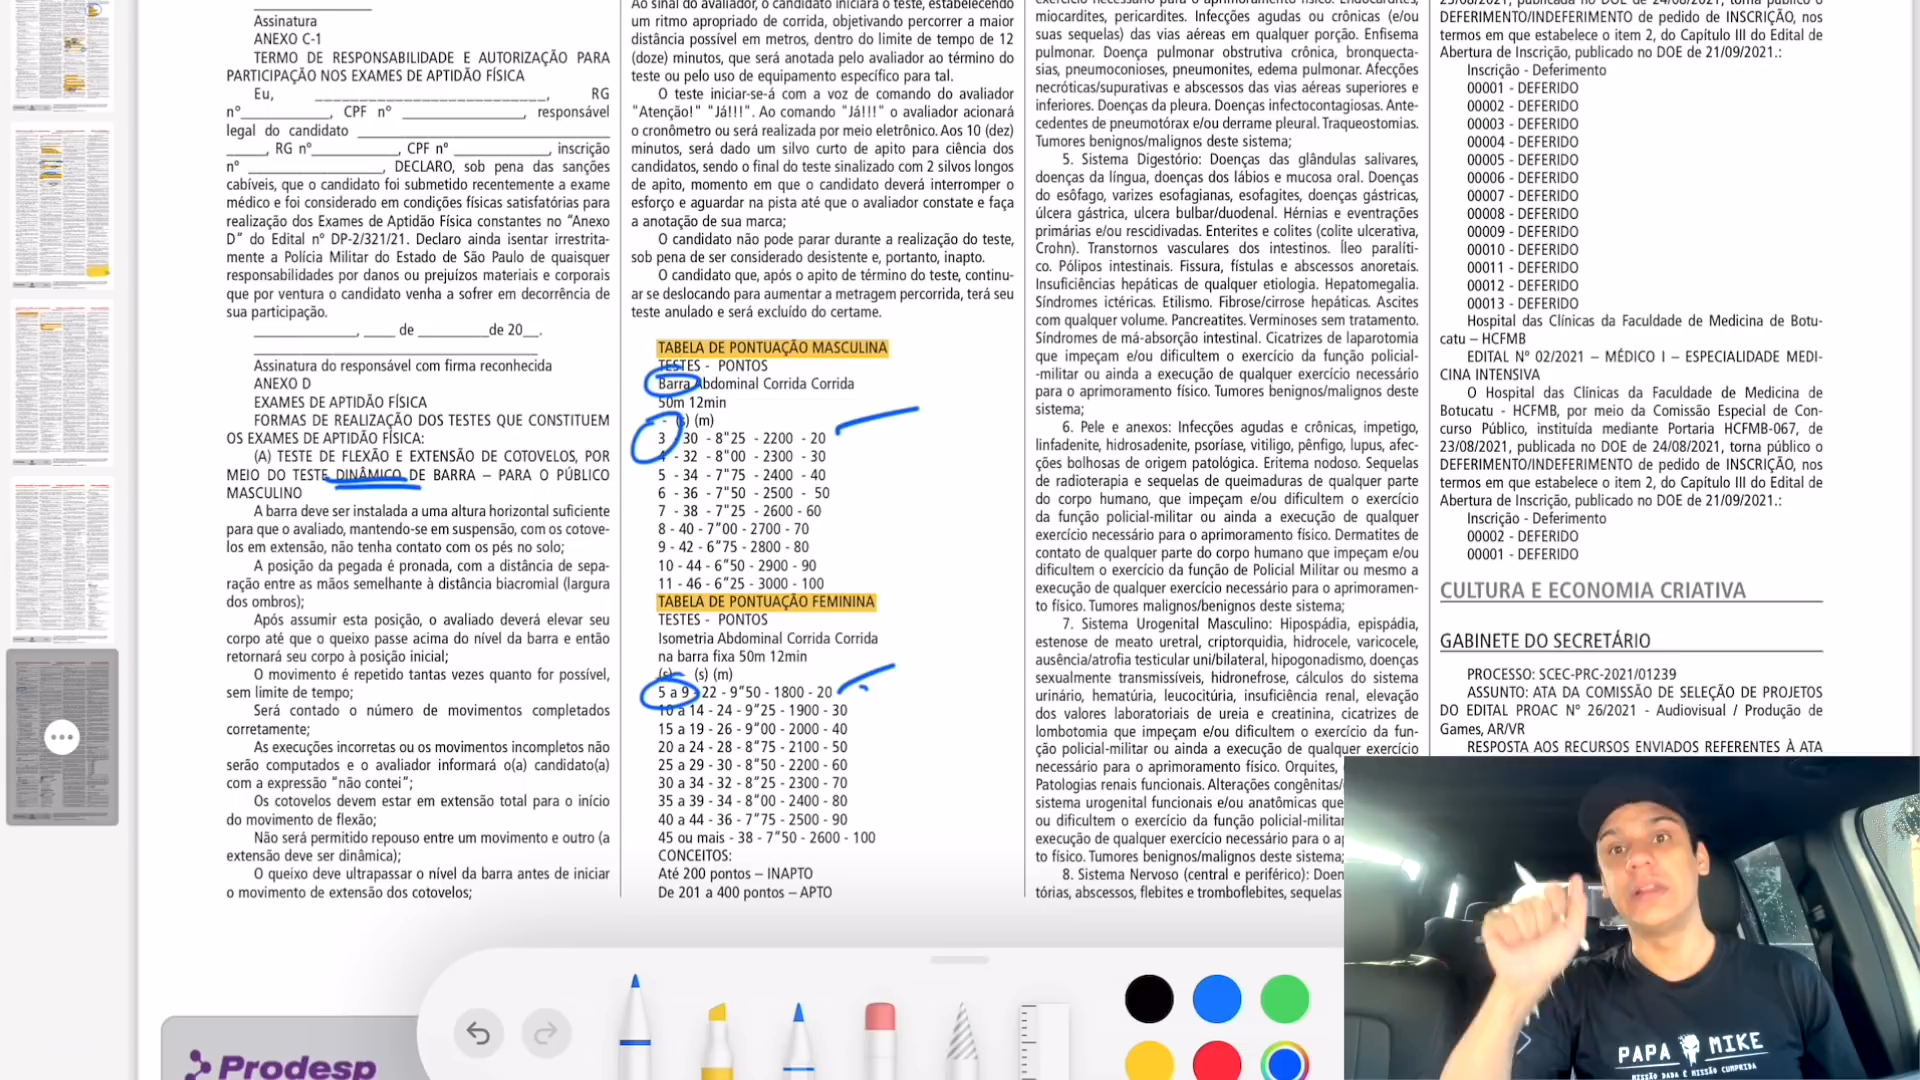 Assinatura
ANEXO C-1
TERMO DE RESPONSABILIDADE E AUTORIZAÇÃO PARA
PARTICIPAÇÃO NOS EXAMES DE APTIDÃO FÍSICA
Eu, _________________________, RG
n°____________, CPF n° _________________, responsável
legal do candidato ___________________________________
______, RG n°_____________, CPF n° _____________, inscrição
n° ____________________, DECLARO, sob pena das sanções
cabíveis, que o candidato foi submetido recentemente a exame
médico e foi considerado em condições físicas satisfatórias para
realização dos Exames de Aptidão Física constantes no "Anexo
D" do Edital nº DP-2/321/21. Declaro ainda isentar irrestrita-
mente a Polícia Militar do Estado de São Paulo de quaisquer
responsabilidades por danos ou prejuízos materiais e corporais
que por ventura o candidato venha a sofrer em decorrência de
sua participação.
_______________, _____ de __________de 20__.
Assinatura do responsável com firma reconhecida
ANEXO D
EXAMES DE APTIDÃO FÍSICA
FORMAS DE REALIZAÇÃO DOS TESTES QUE CONSTITUEM
OS EXAMES DE APTIDÃO FÍSICA:
(A) TESTE DE FLEXÃO E EXTENSÃO DE COTOVELOS, POR
MEIO DO TESTE DINÂMICO DE BARRA – PARA O PÚBLICO
MASCULINO
A barra deve ser instalada a uma altura horizontal suficiente
para que o avaliado, mantendo-se em suspensão, com os cotove-
los em extensão, não tenha contato com os pés no solo;
A posição da pegada é pronada, com a distância de sepa-
ração entre as mãos semelhante à distância biacromial (largura
dos ombros);
Após assumir esta posição, o avaliado deverá elevar seu
corpo até que o queixo passe acima do nível da barra e então
retornará seu corpo à posição inicial;
O movimento é repetido tantas vezes quanto for possível,
sem limite de tempo;
Será contado o número de movimentos completados
corretamente;
As execuções incorretas ou os movimentos incompletos não
serão computados e o avaliador informará o(a) candidato(a)
com a expressão "não contei";
Os cotovelos devem estar em extensão total para o início
do movimento de flexão;
Não será permitido repouso entre um movimento e outro (a
extensão deve ser dinâmica);
O queixo deve ultrapassar o nível da barra antes de iniciar
o movimento de extensão dos cotovelos;
Ao sinal do avaliador, o candidato iniciará o teste, estabelecendo
um ritmo apropriado de corrida, objetivando percorrer a maior
distância possível em metros, dentro do limite de tempo de 12
(doze) minutos, que será anotada pelo avaliador ao término do
teste ou pelo uso de equipamento específico para tal.
O teste iniciar-se-á com a voz de comando do avaliador
"Atenção!" "Já!!!". Ao comando "Já!!!" o avaliador acionará
o cronômetro ou será realizada por meio eletrônico. Aos 10 (dez)
minutos, será dado um silvo curto de apito para ciência dos
candidatos, sendo o final do teste sinalizado com 2 silvos longos
de apito, momento em que o candidato deverá interromper o
esforço e aguardar na pista até que o avaliador constate e faça
a anotação de sua marca;
O candidato não pode parar durante a realização do teste,
sob pena de ser considerado desistente e, portanto, inapto.
O candidato que, após o apito de término do teste, continu-
ar se deslocando para aumentar a metragem percorrida, terá seu
teste anulado e será excluído do certame.
TABELA DE PONTUAÇÃO MASCULINA
TESTES - PONTOS
Barra Abdominal Corrida Corrida
50m 12min
- (s) (m)
3 - 30 - 8"25 - 2200 - 20
4 - 32 - 8"00 - 2300 - 30
5 - 34 - 7"75 - 2400 - 40
6 - 36 - 7"50 - 2500 - 50
7 - 38 - 7"25 - 2600 - 60
8 - 40 - 7"00 - 2700 - 70
9 - 42 - 6"75 - 2800 - 80
10 - 44 - 6"50 - 2900 - 90
11 - 46 - 6"25 - 3000 - 100
TABELA DE PONTUAÇÃO FEMININA
TESTES - PONTOS
Isometria Abdominal Corrida Corrida
na barra fixa 50m 12min
(s) - (s) (m)
5 a 9 - 22 - 9"50 - 1800 - 20
10 a 14 - 24 - 9"25 - 1900 - 30
15 a 19 - 26 - 9"00 - 2000 - 40
20 a 24 - 28 - 8"75 - 2100 - 50
25 a 29 - 30 - 8"50 - 2200 - 60
30 a 34 - 32 - 8"25 - 2300 - 70
35 a 39 - 34 - 8"00 - 2400 - 80
40 a 44 - 36 - 7"75 - 2500 - 90
45 ou mais - 38 - 7"50 - 2600 - 100
CONCEITOS:
Até 200 pontos – INAPTO
De 201 a 400 pontos – APTO
exercício necessário para o aprimoramento físico. Endocardites,
miocardites, pericardites. Infecções agudas ou crônicas (e/ou
suas sequelas) das vias aéreas em qualquer porção. Enfisema
pulmonar. Doença pulmonar obstrutiva crônica, bronquecta-
sias, pneumoconioses, pneumonites, edema pulmonar. Afecções
necróticas/supurativas e abscessos das vias aéreas superiores e
inferiores. Doenças da pleura. Doenças infectocontagiosas. Ante-
cedentes de pneumotórax e/ou derrame pleural. Traqueostomias.
Tumores benignos/malignos deste sistema;
5. Sistema Digestório: Doenças das glândulas salivares,
doenças da língua, doenças dos lábios e mucosa oral. Doenças
do esôfago, varizes esofagianas, esofagites, doenças gástricas,
úlcera gástrica, ulcera bulbar/duodenal. Hérnias e eventrações
primárias e/ou rescidivadas. Enterites e colites (colite ulcerativa,
Crohn). Transtornos vasculares dos intestinos. Íleo paralíti-
co. Pólipos intestinais. Fissura, fístulas e abscessos anoretais.
Insuficiências hepáticas de qualquer etiologia. Hepatomegalia.
Síndromes ictéricas. Etilismo. Fibrose/cirrose hepáticas. Ascites
com qualquer volume. Pancreatites. Verminoses sem tratamento.
Síndromes de má-absorção intestinal. Cicatrizes de laparotomia
que impeçam e/ou dificultem o exercício da função policial-
-militar ou ainda a execução de qualquer exercício necessário
para o aprimoramento físico. Tumores benignos/malignos deste
sistema;
6. Pele e anexos: Infecções agudas e crônicas, impetigo,
linfadenite, hidrosadenite, psoríase, vitiligo, pênfigo, lupus, afec-
ções bolhosas de origem patológica. Eritema nodoso. Sequelas
de radioterapia e sequelas de queimaduras de qualquer parte
do corpo humano, que impeçam e/ou dificultem o exercício
da função policial-militar ou ainda a execução de qualquer
exercício necessário para o aprimoramento físico. Dermatites de
contato de qualquer parte do corpo humano que impeçam e/ou
dificultem o exercício da função de Policial Militar ou mesmo a
execução de qualquer exercício necessário para o aprimoramen-
to físico. Tumores malignos/benignos deste sistema;
7. Sistema Urogenital Masculino: Hipospádia, epispádia,
estenose de meato uretral, criptorquidia, hidrocele, varicocele,
ausência/atrofia testicular uni/bilateral, hipogonadismo, doenças
sexualmente transmissíveis, hidronefrose, cálculos do sistema
urinário, hematúria, leucocitúria, insuficiência renal, elevação
dos valores laboratoriais de ureia e creatinina, cicatrizes de
lombotomia que impeçam e/ou dificultem o exercício da fun-
ção policial-militar ou ainda a execução de qualquer exercício
necessário para o aprimoramento físico. Orquites,
Patologias renais funcionais. Alterações congênitas/
sistema urogenital funcionais e/ou anatômicas que
ou dificultem o exercício da função policial-militar
execução de qualquer exercício necessário para o ap
to físico. Tumores benignos/malignos deste sistema;
8. Sistema Nervoso (central e periférico): Doen
tórias, abscessos, flebites e tromboflebites, sequelas
23/08/2021, publicada no DOE de 24/08/2021, torna público o
DEFERIMENTO/INDEFERIMENTO de pedido de INSCRIÇÃO, nos
termos em que estabelece o item 2, do Capítulo III do Edital de
Abertura de Inscrição, publicado no DOE de 21/09/2021.:
Inscrição - Deferimento
00001 - DEFERIDO
00002 - DEFERIDO
00003 - DEFERIDO
00004 - DEFERIDO
00005 - DEFERIDO
00006 - DEFERIDO
00007 - DEFERIDO
00008 - DEFERIDO
00009 - DEFERIDO
00010 - DEFERIDO
00011 - DEFERIDO
00012 - DEFERIDO
00013 - DEFERIDO
Hospital das Clínicas da Faculdade de Medicina de Botu-
catu – HCFMB
EDITAL Nº 02/2021 – MÉDICO I – ESPECIALIDADE MEDI-
CINA INTENSIVA
O Hospital das Clínicas da Faculdade de Medicina de
Botucatu - HCFMB, por meio da Comissão Especial de Con-
curso Público, instituída mediante Portaria HCFMB-067, de
23/08/2021, publicada no DOE de 24/08/2021, torna público o
DEFERIMENTO/INDEFERIMENTO de pedido de INSCRIÇÃO, nos
termos em que estabelece o item 2, do Capítulo III do Edital de
Abertura de Inscrição, publicado no DOE de 21/09/2021.:
Inscrição - Deferimento
00002 - DEFERIDO
00001 - DEFERIDO
CULTURA E ECONOMIA CRIATIVA
GABINETE DO SECRETÁRIO
PROCESSO: SCEC-PRC-2021/01239
ASSUNTO: ATA DA COMISSÃO DE SELEÇÃO DE PROJETOS
DO EDITAL PROAC Nº 26/2021 - Audiovisual / Produção de
Games, AR/VR
RESPOSTA AOS RECURSOS ENVIADOS REFERENTES À ATA
Prodesp
PAPA MIKE
MISSÃO DADA É MISSÃO CUMPRIDA